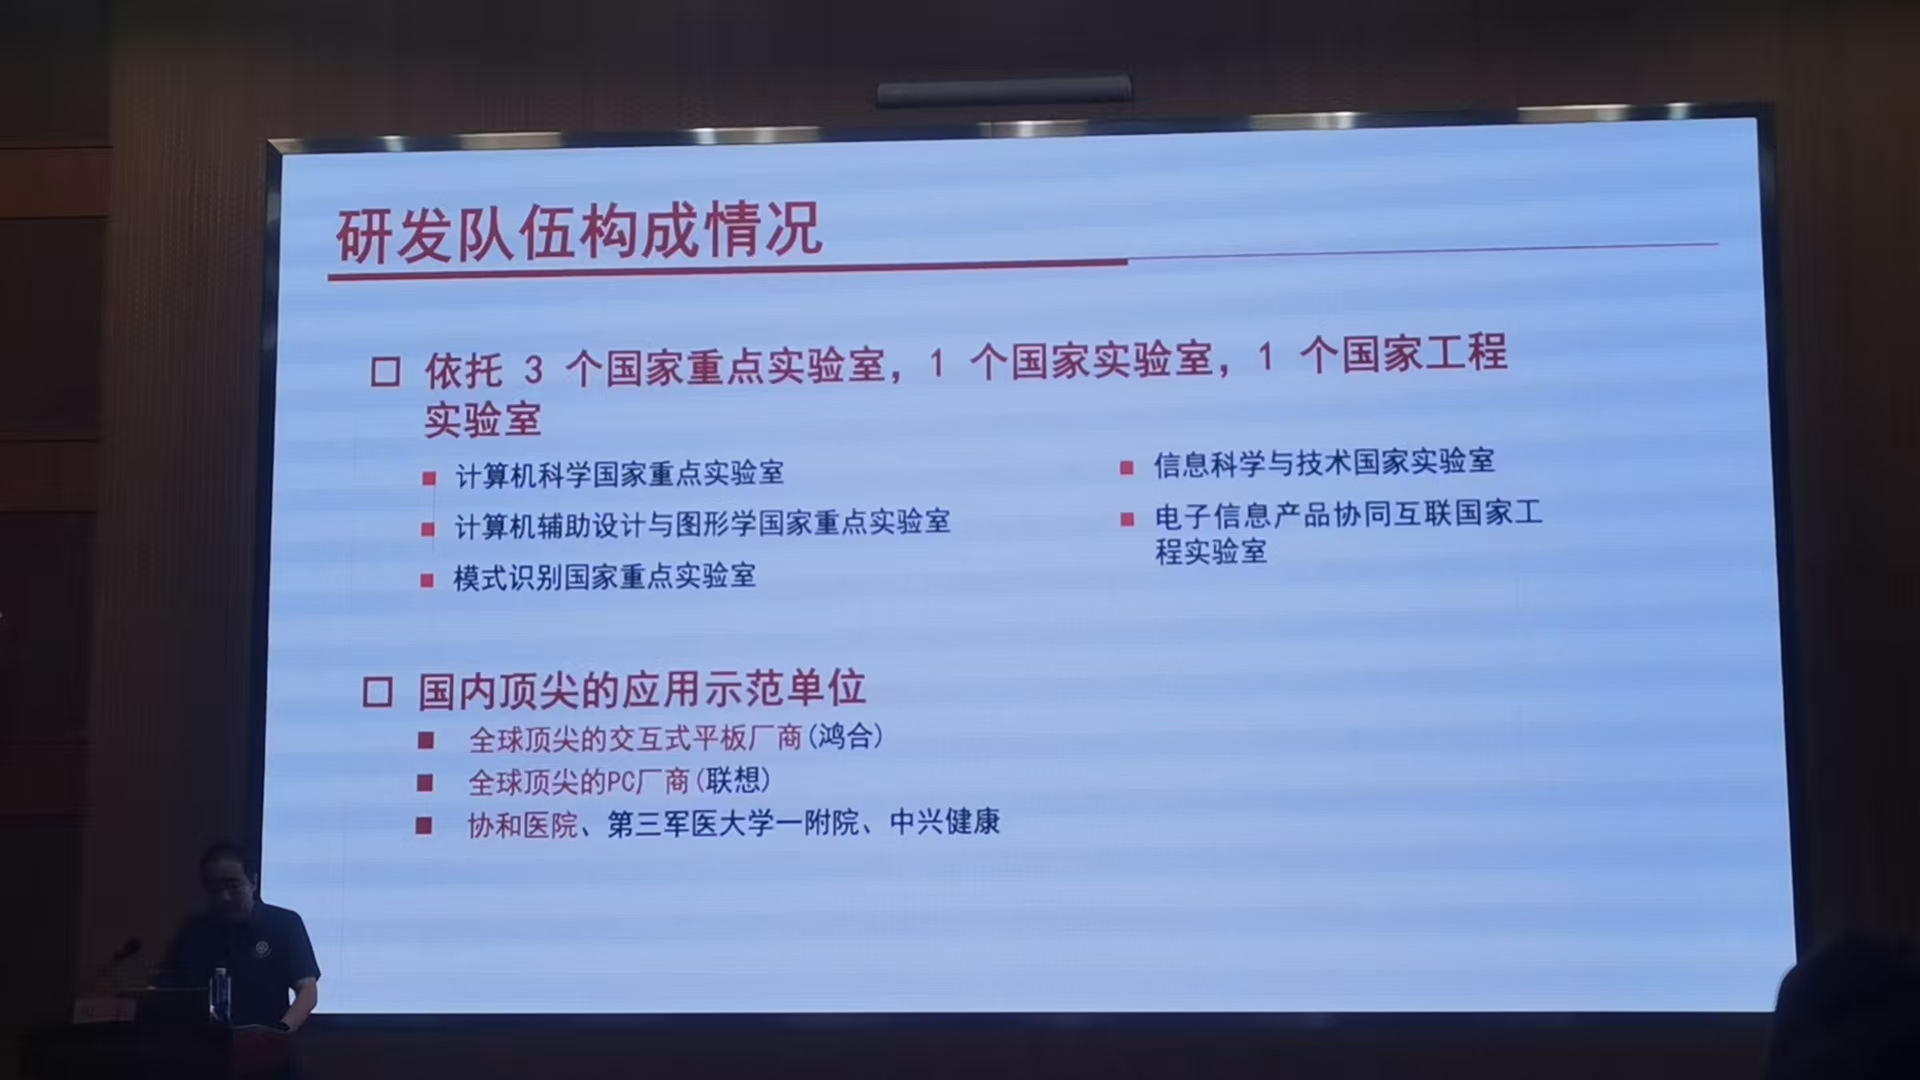 研发队伍构成情况
依托 3 个国家重点实验室，1 个国家实验室，1 个国家工程
实验室
计算机科学国家重点实验室
计算机辅助设计与图形学国家重点实验室
模式识别国家重点实验室
信息科学与技术国家实验室
电子信息产品协同互联国家工
程实验室
国内顶尖的应用示范单位
全球顶尖的交互式平板厂商(鸿合)
全球顶尖的PC厂商(联想)
协和医院、第三军医大学一附院、中兴健康